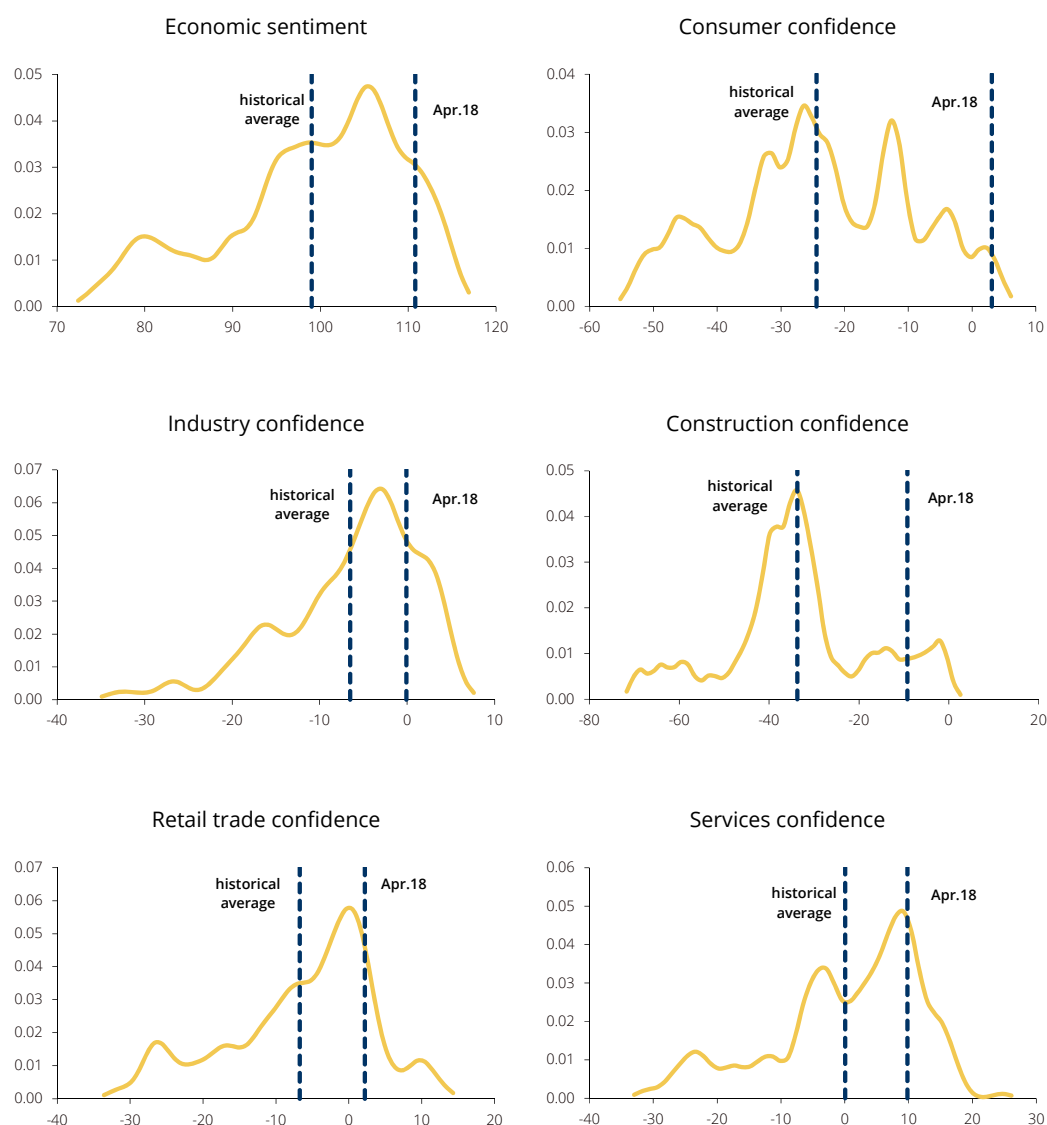 Economic sentiment
0.05
0.04
0.03
0.02
0.01
0.00
historical
average
Apr.18
70 80 90 100 110 120
Consumer confidence
0.04
0.03
0.02
0.01
0.00
historical
average
Apr.18
-60 -50 -40 -30 -20 -10 0 10
Industry confidence
0.07
0.06
0.05
0.04
0.03
0.02
0.01
0.00
historical
average
Apr.18
-40 -30 -20 -10 0 10
Construction confidence
0.05
0.04
0.03
0.02
0.01
0.00
historical
average
Apr.18
-80 -60 -40 -20 0 20
Retail trade confidence
0.07
0.06
0.05
0.04
0.03
0.02
0.01
0.00
historical
average
Apr.18
-40 -30 -20 -10 0 10 20
Services confidence
0.06
0.05
0.04
0.03
0.02
0.01
0.00
historical
average
Apr.18
-40 -30 -20 -10 0 10 20 30